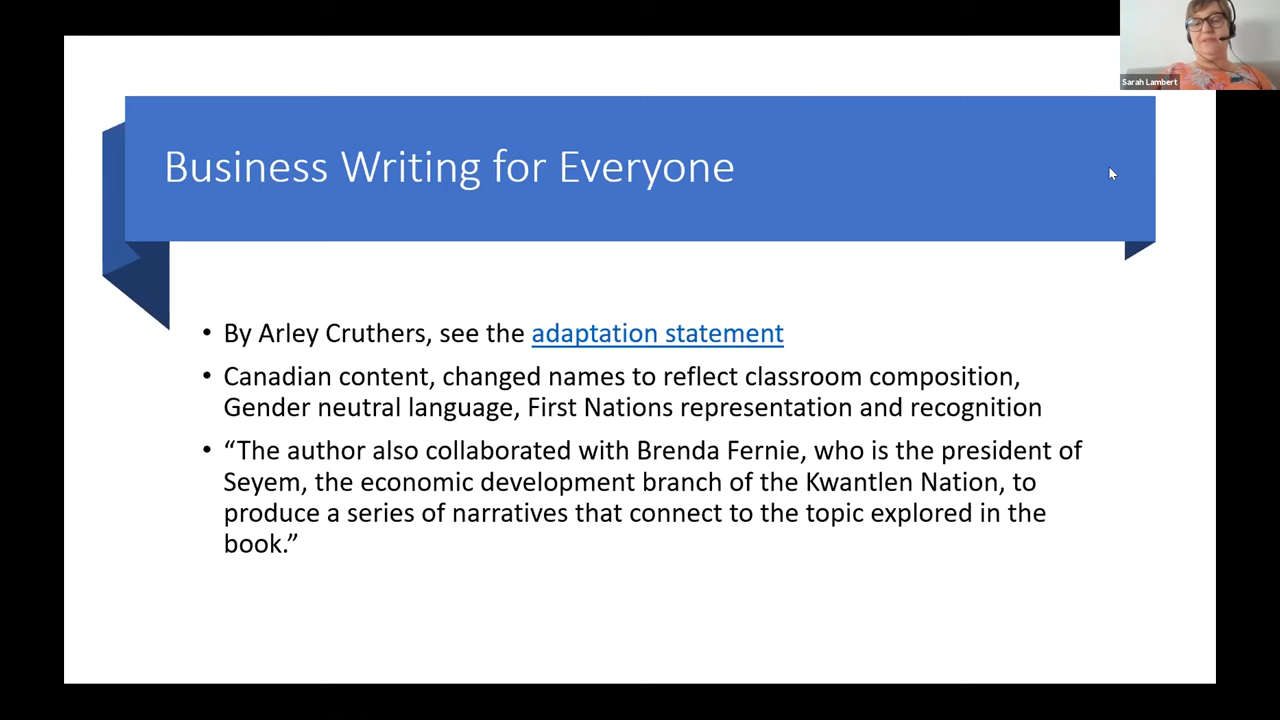 Sarah Lambert
Business Writing for Everyone
• By Arley Cruthers, see the adaptation statement
• Canadian content, changed names to reflect classroom composition,
Gender neutral language, First Nations representation and recognition
• “The author also collaborated with Brenda Fernie, who is the president of
Seyem, the economic development branch of the Kwantlen Nation, to
produce a series of narratives that connect to the topic explored in the
book.”